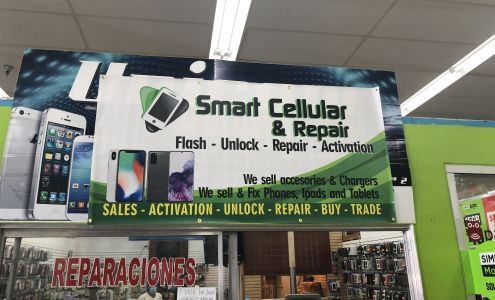 Smart Cellular
& Repair
Flash - Unlock - Repair - Activation
We sell accesories & Chargers
We sell & Fix Phones, Ipads and Tablets
SALES - ACTIVATION - UNLOCK - REPAIR - BUY - TRADE
REPARACIONES